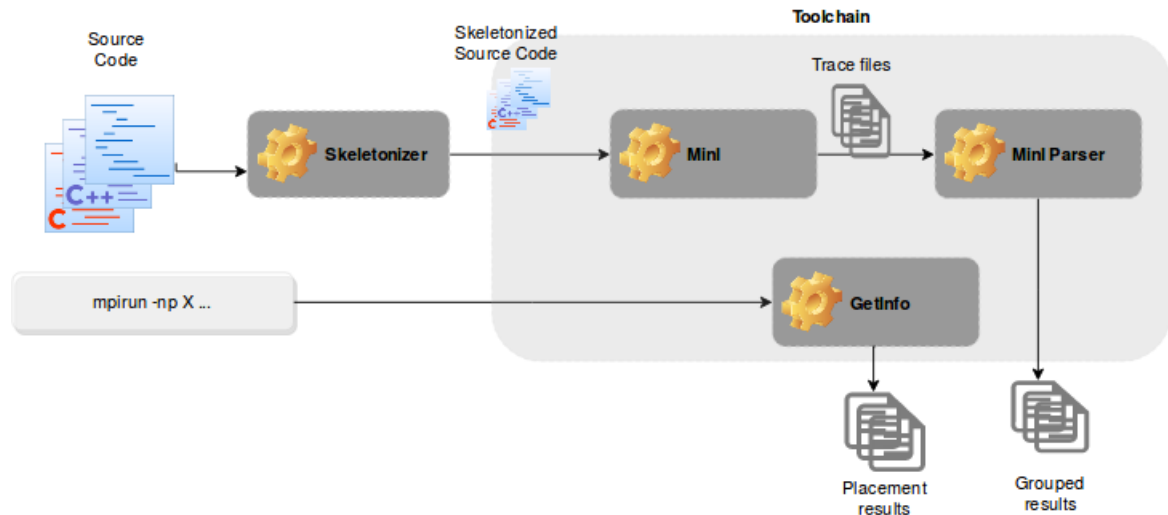 Toolchain
Source
Code
Skeletonized
Source Code
Trace files
C++
C
C++
C
Skeletonizer
MinI
MinI Parser
mpirun -np X ...
GetInfo
Placement
results
Grouped
results